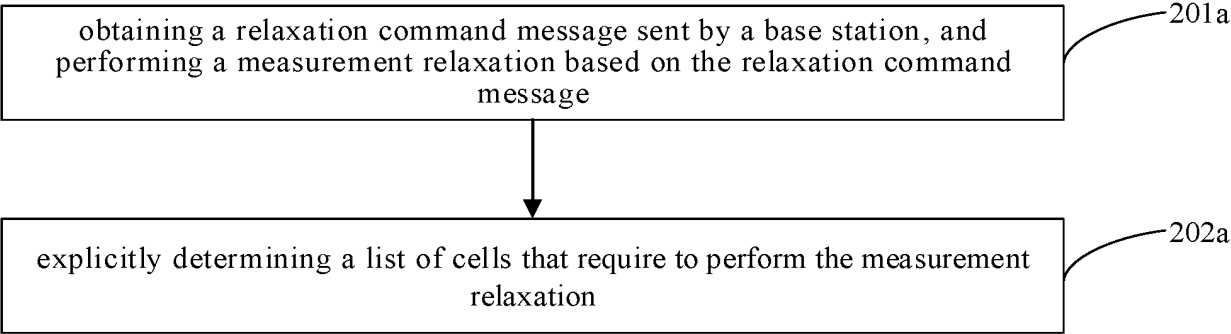 obtaining a relaxation command message sent by a base station, and
performing a measurement relaxation based on the relaxation command
message
201a
explicitly determining a list of cells that require to perform the measurement
relaxation
202a